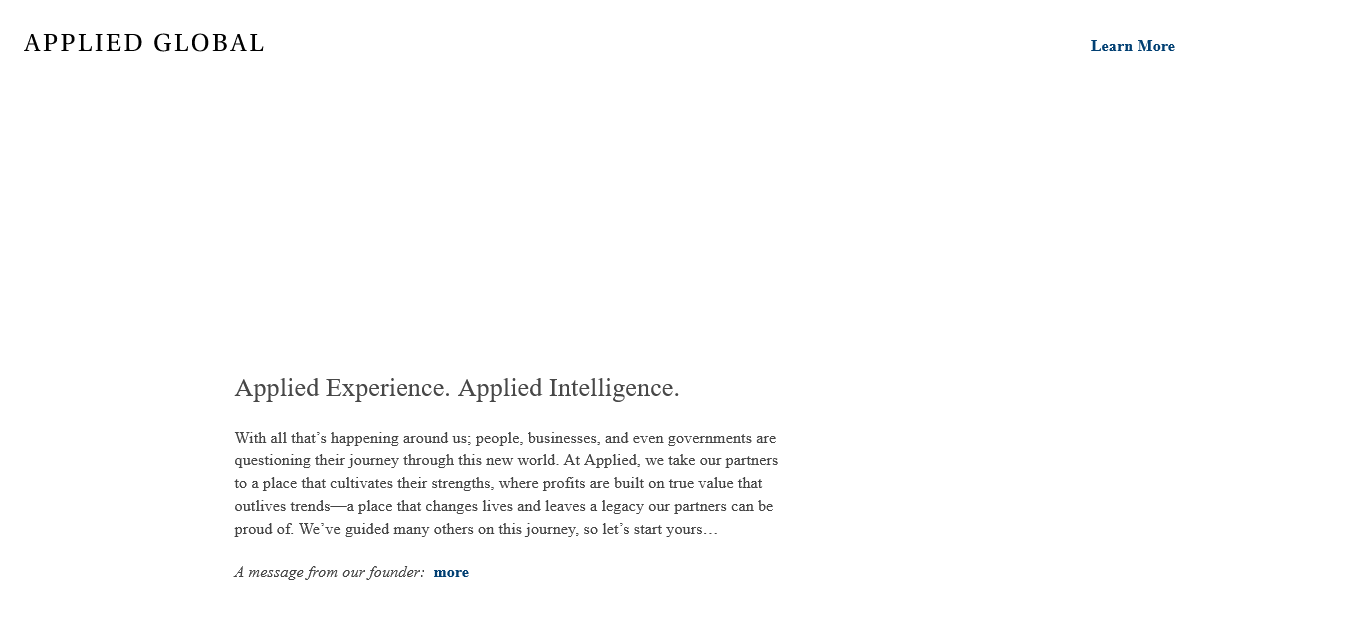 APPLIED GLOBAL
Learn More
Applied Experience. Applied Intelligence.
With all that’s happening around us; people, businesses, and even governments are
questioning their journey through this new world. At Applied, we take our partners
to a place that cultivates their strengths, where profits are built on true value that
outlives trends—a place that changes lives and leaves a legacy our partners can be
proud of. We’ve guided many others on this journey, so let’s start yours…
A message from our founder: more